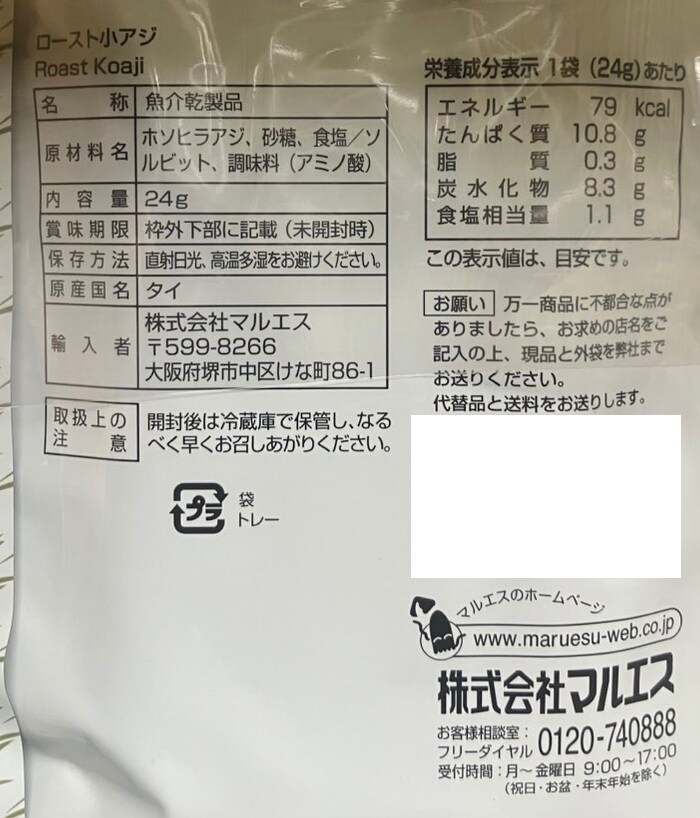 ロースト小アジ
Roast Koaji
名称 魚介乾製品
原材料名 ホソヒラアジ、砂糖、食塩／ソ
ルビット、調味料（アミノ酸）
内容量 24g
賞味期限 枠外下部に記載（未開封時）
保存方法 直射日光、高温多湿をお避けください。
原産国名 タイ
輸入者 株式会社マルエス
〒599-8266
大阪府堺市中区けな町86-1
取扱上の
注意
開封後は冷蔵庫で保管し、なる
べく早くお召しあがりください。
プラ
袋
トレー
栄養成分表示 1袋（24g）あたり
エネルギー 79 kcal
たんぱく質 10.8 g
脂質 0.3 g
炭水化物 8.3 g
食塩相当量 1.1 g
この表示値は、目安です。
お願い 万一商品に不都合な点が
ありましたら、お求めの店名をご
記入の上、現品と外袋を弊社まで
お送りください。
代替品と送料をお送りします。
マルエスのホームページ
www.maruesu-web.co.jp
株式会社マルエス
お客様相談室：
フリーダイヤル 0120-740888
受付時間：月～金曜日 9:00～17:00
（祝日・お盆・年末年始を除く）